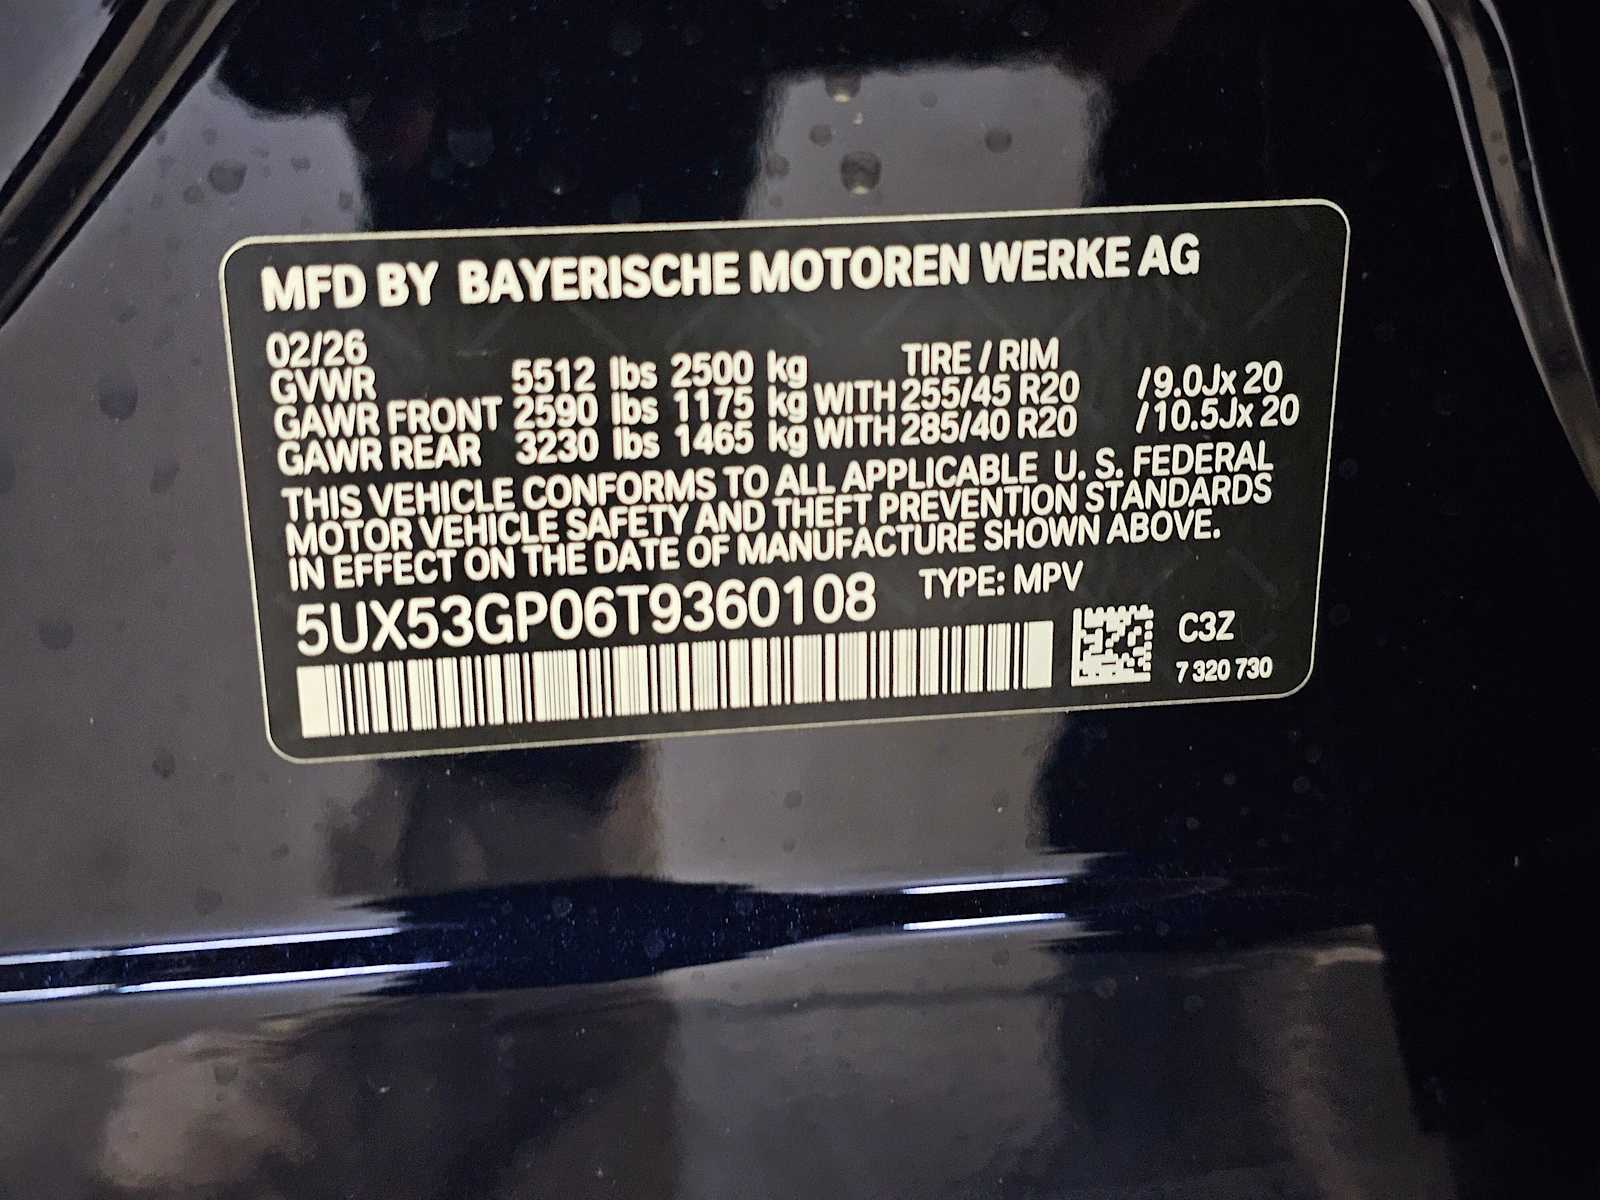 MFD BY BAYERISCHE MOTOREN WERKE AG
02/26
TIRE / RIM
GVWR 5512 lbs 2500 kg
GAWR FRONT 2590 lbs 1175 kg WITH 255/45 R20 /9.0Jx 20
GAWR REAR 3230 lbs 1465 kg WITH 285/40 R20 /10.5Jx 20
THIS VEHICLE CONFORMS TO ALL APPLICABLE U. S. FEDERAL
MOTOR VEHICLE SAFETY AND THEFT PREVENTION STANDARDS
IN EFFECT ON THE DATE OF MANUFACTURE SHOWN ABOVE.
5UX53GP06T9360108 TYPE: MPV
C3Z
7 320 730